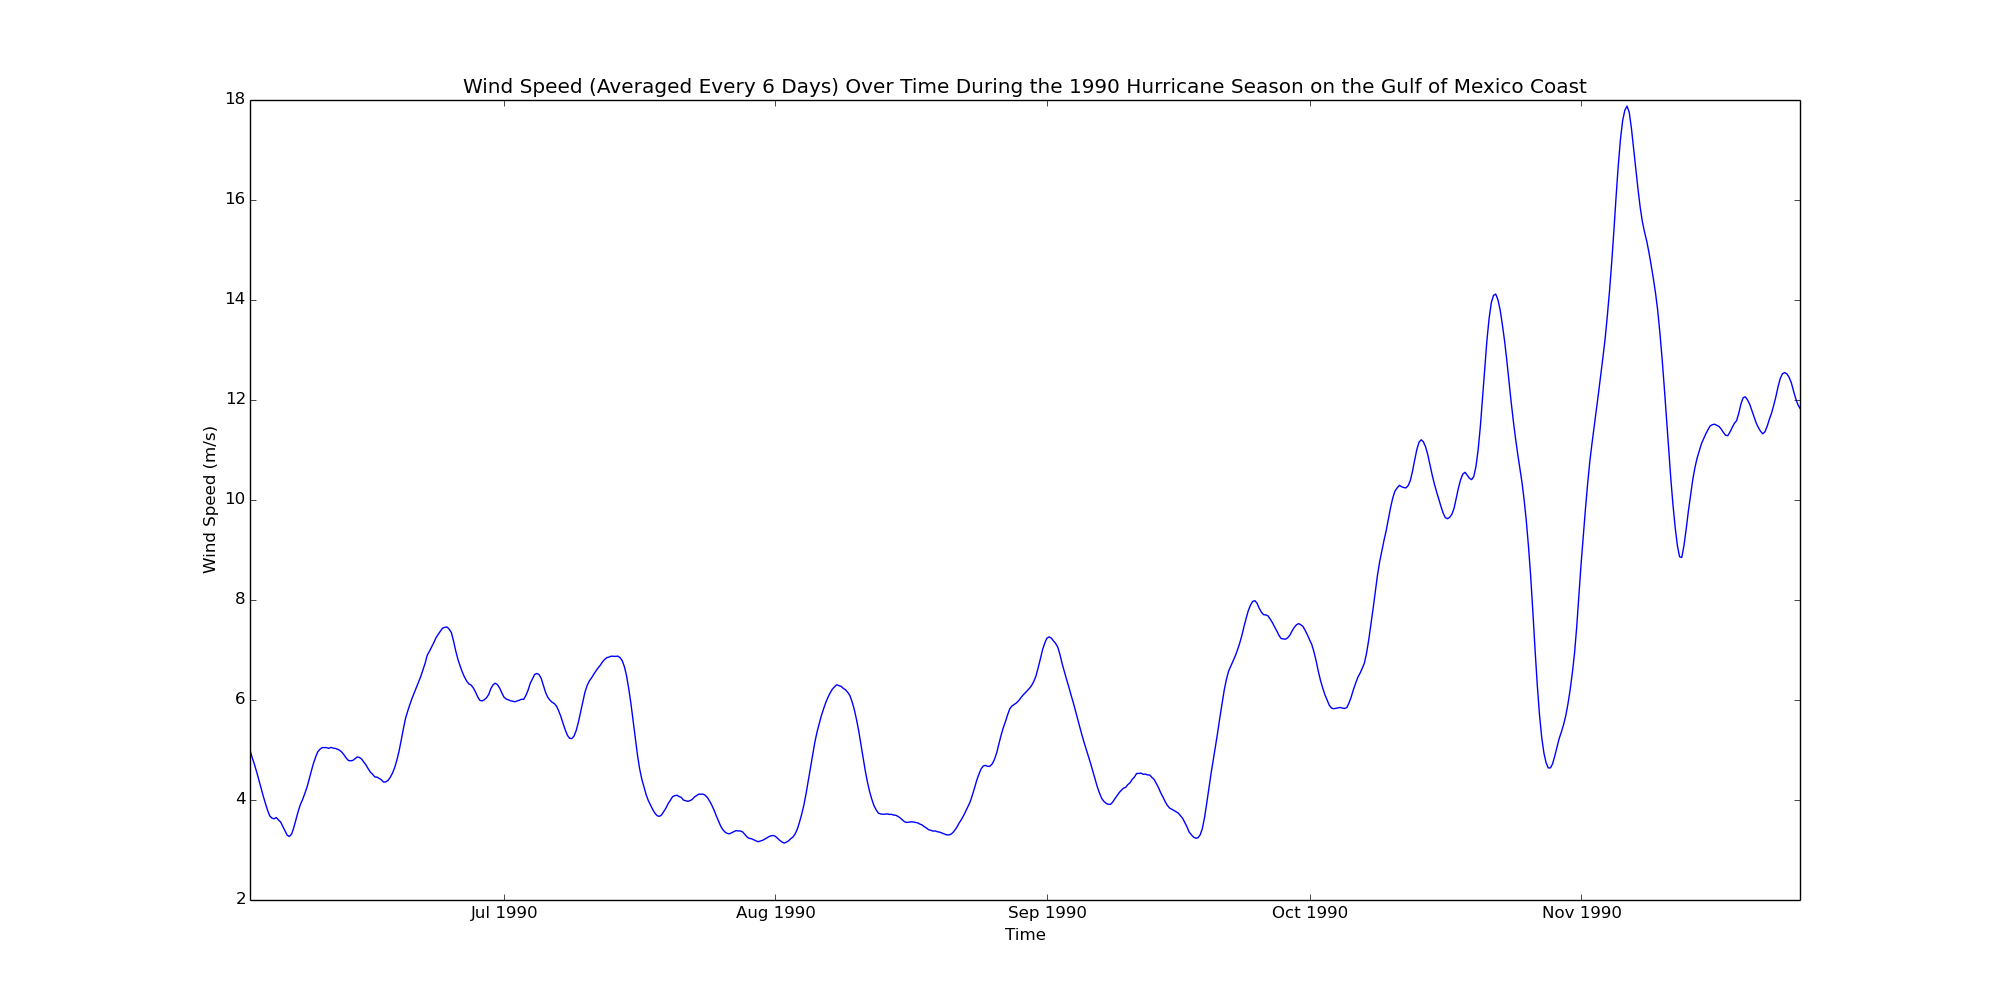 Wind Speed (Averaged Every 6 Days) Over Time During the 1990 Hurricane Season on the Gulf of Mexico Coast
18
16
14
12
10
8
6
4
2
Wind Speed (m/s)
Jul 1990
Aug 1990
Sep 1990
Oct 1990
Nov 1990
Time